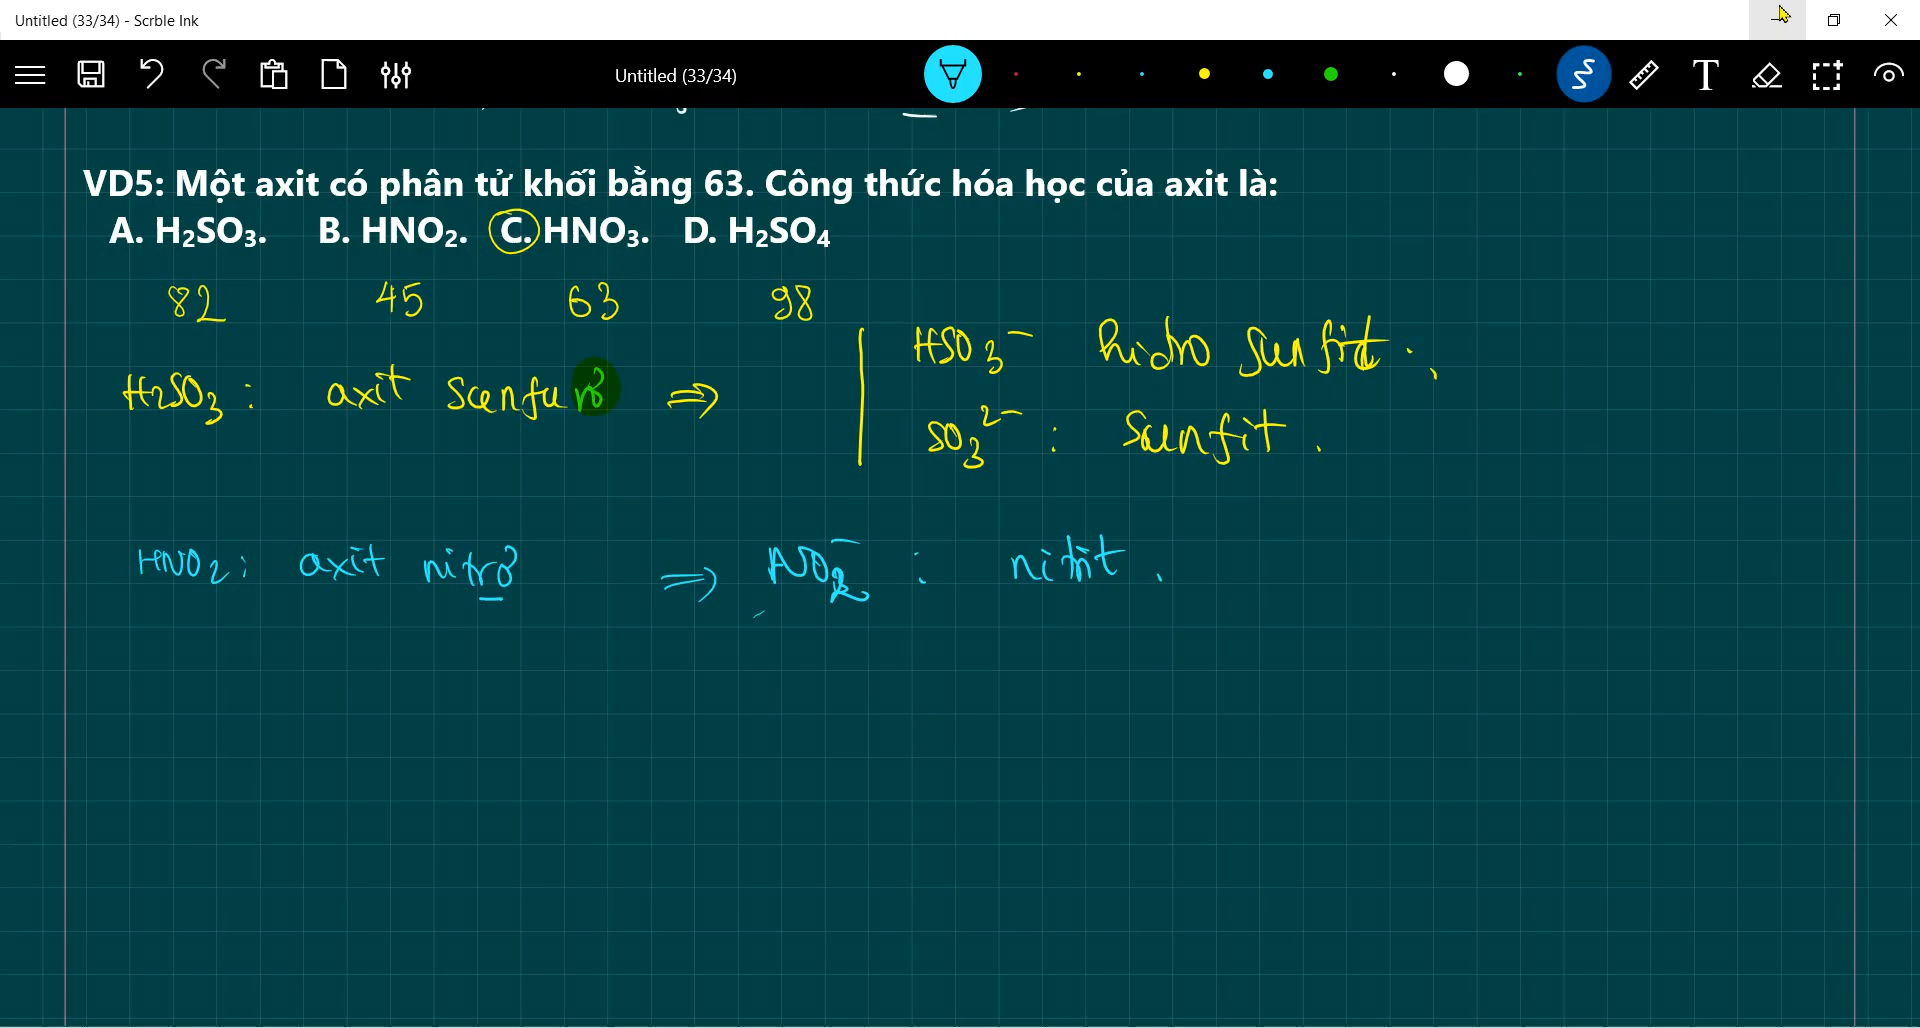 Untitled (33/34) - Scrble Ink
Untitled (33/34)
T
VD5: Một axit có phân tử khối bằng 63. Công thức hóa học của axit là:
A. H₂SO₃. B. HNO₂. C. HNO₃. D. H₂SO₄
82 45 63 98
HSO₃⁻ hidro sunfit.
H₂SO₃: axit sunfurơ ⇒
SO₃²⁻ : sunfit.
HNO₂: axit nitrơ ⇒ NO₂⁻ : nitrit.